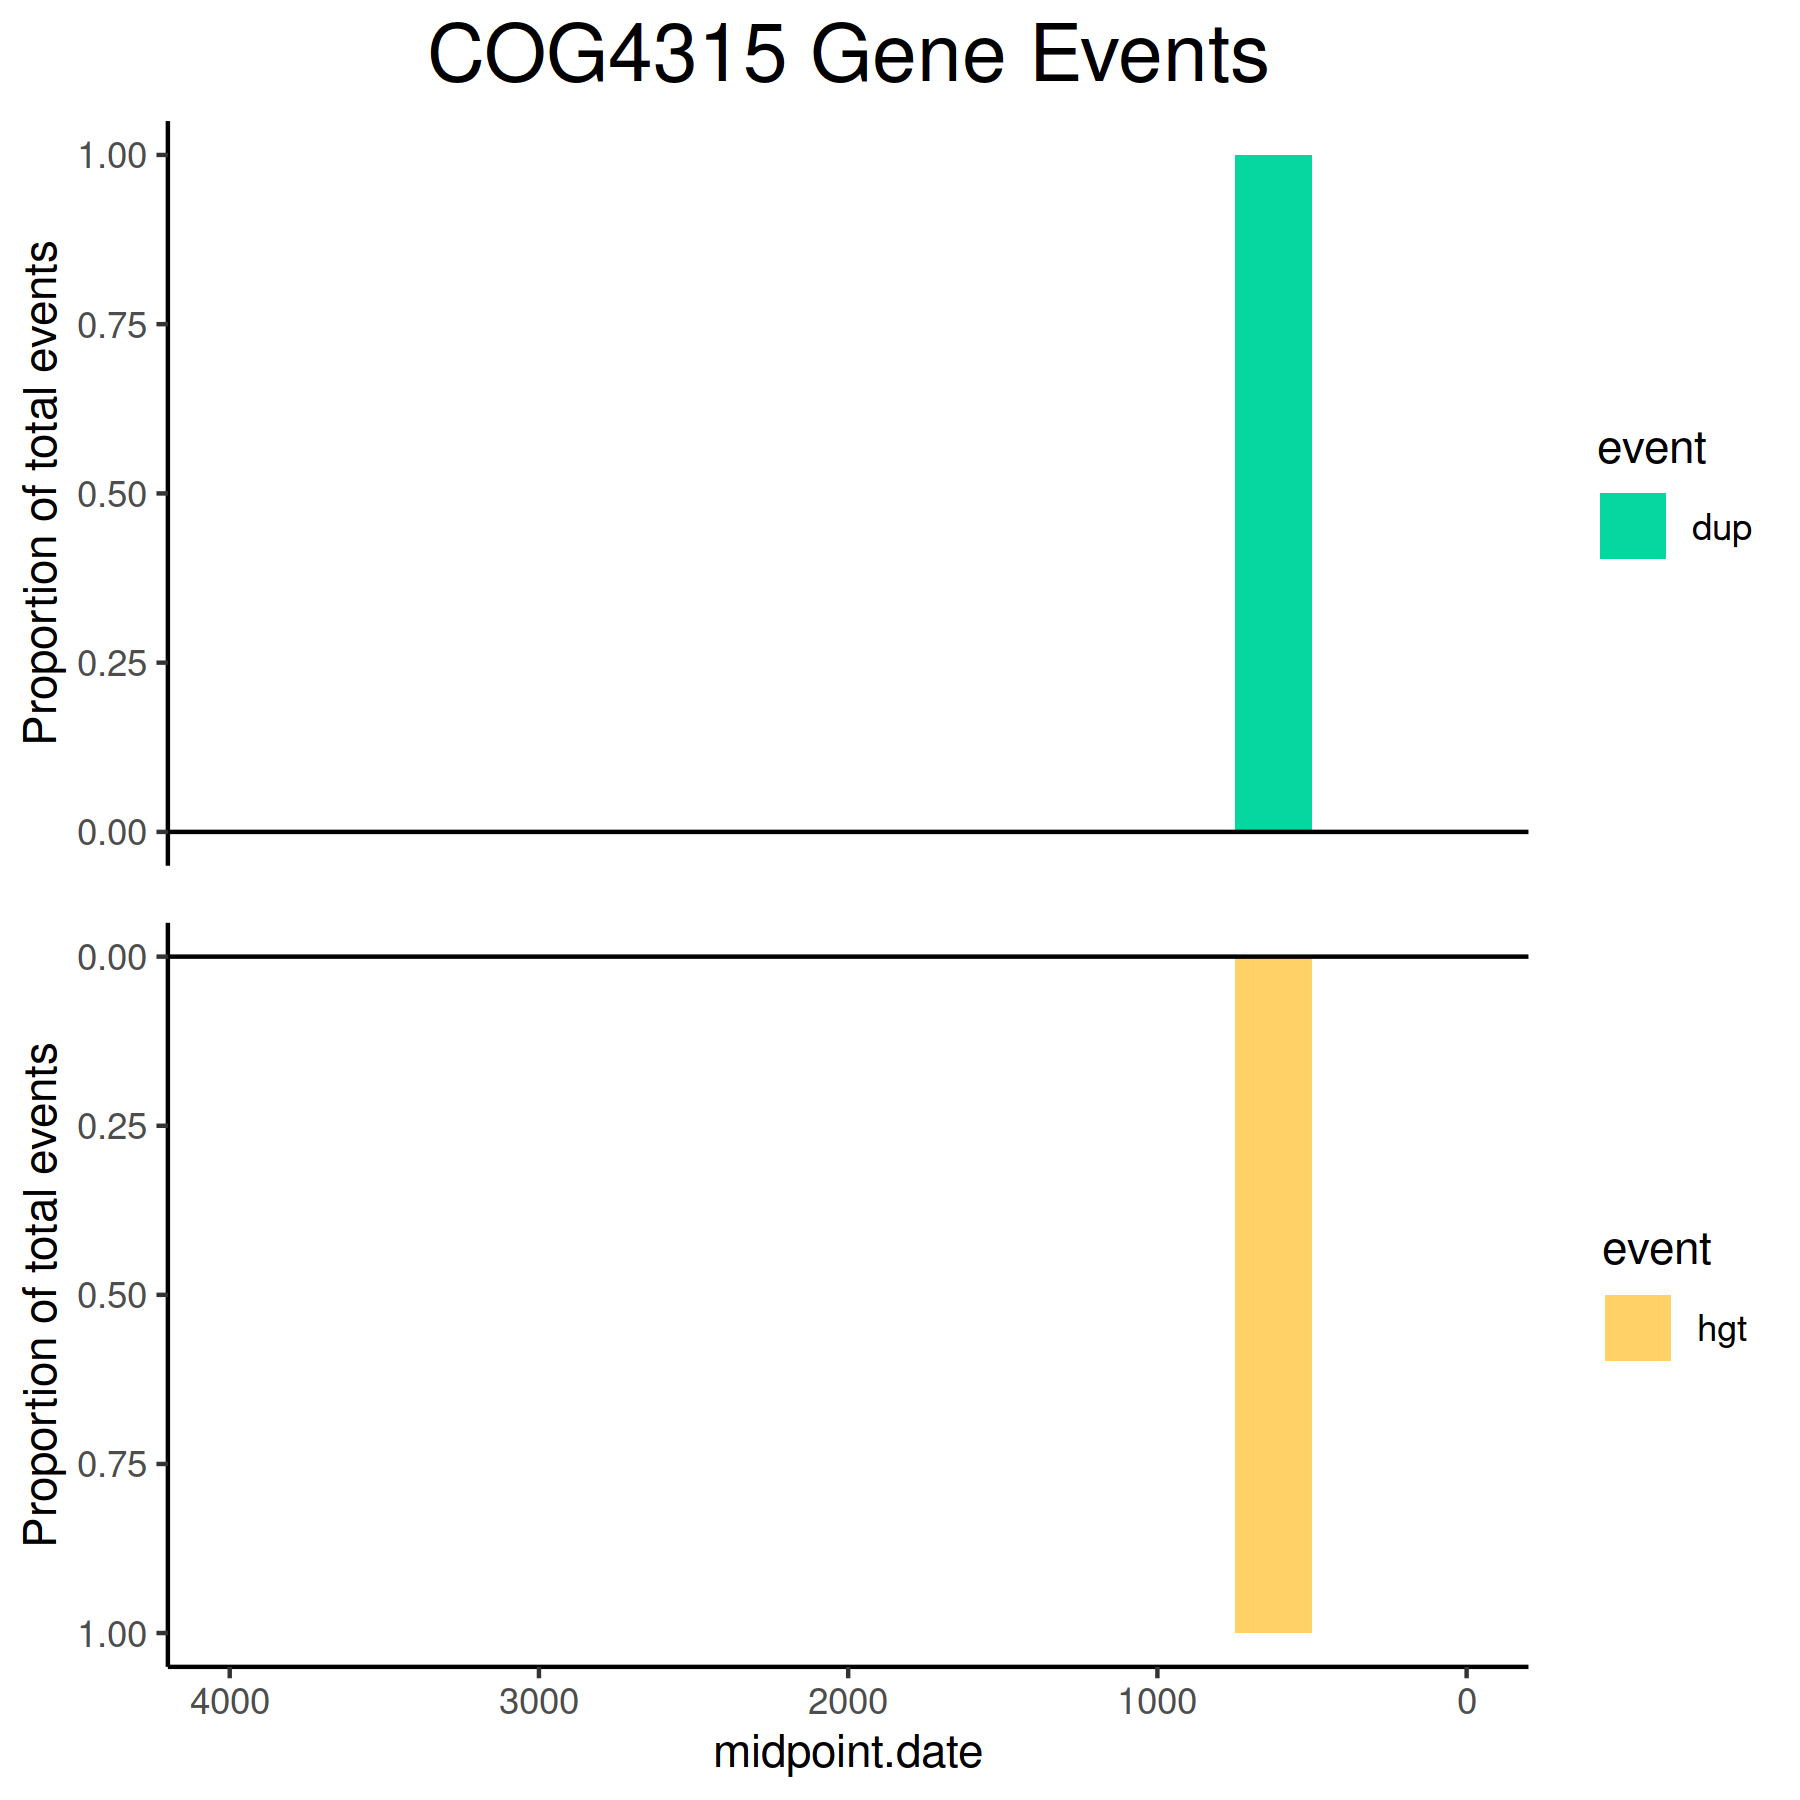 COG4315 Gene Events
Proportion of total events
1.00
0.75
0.50
0.25
0.00
event
dup
Proportion of total events
0.00
0.25
0.50
0.75
1.00
event
hgt
4000 3000 2000 1000 0
midpoint.date